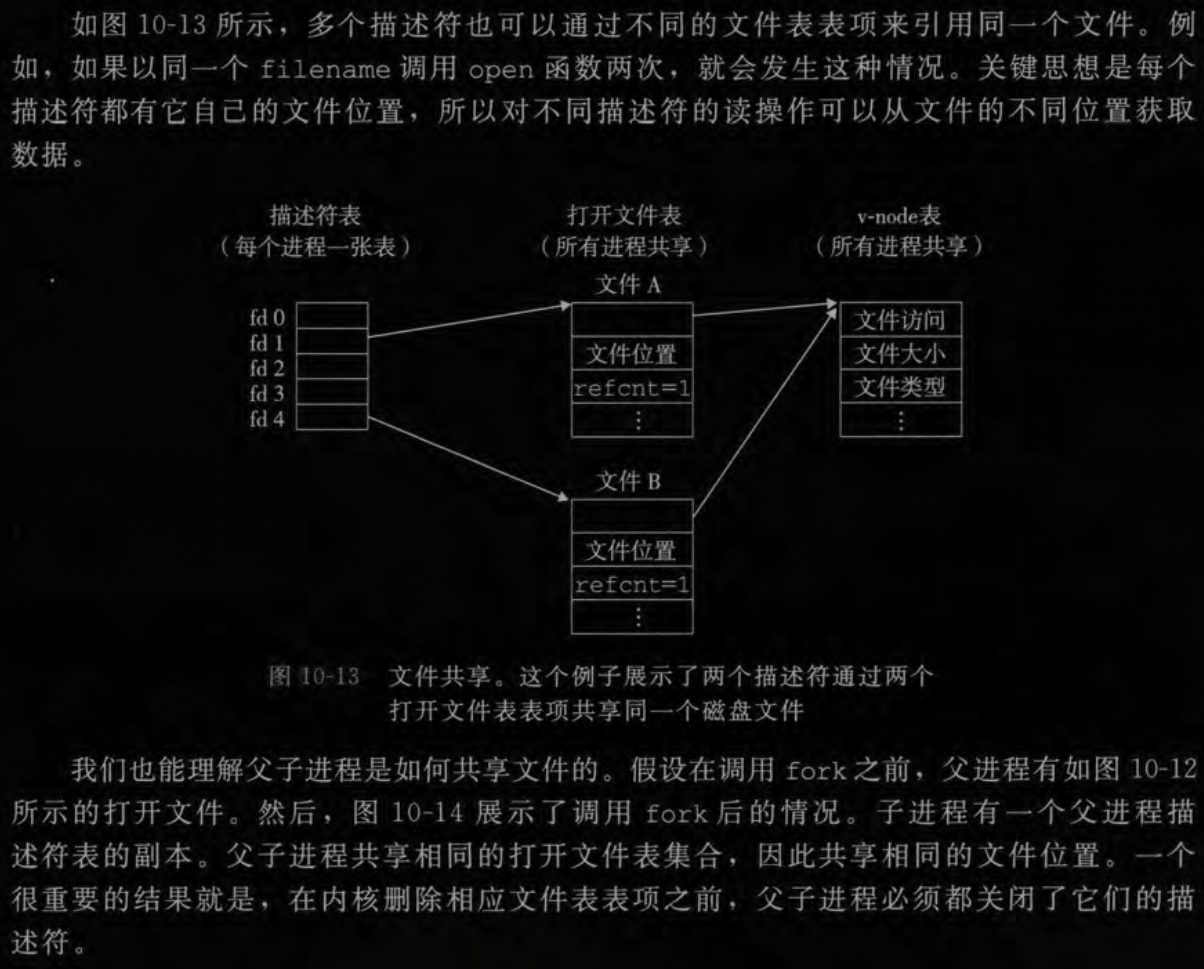 如图 10-13 所示，多个描述符也可以通过不同的文件表表项来引用同一个文件。例
如，如果以同一个 filename 调用 open 函数两次，就会发生这种情况。关键思想是每个
描述符都有它自己的文件位置，所以对不同描述符的读操作可以从文件的不同位置获取
数据。
描述符表 打开文件表 v-node表
（每个进程一张表） （所有进程共享） （所有进程共享）
文件 A
fd 0
fd 1
fd 2
fd 3
fd 4
文件位置
refcnt=1
⋮
文件访问
文件大小
文件类型
⋮
文件 B
文件位置
refcnt=1
⋮
图 10-13 文件共享。这个例子展示了两个描述符通过两个
打开文件表表项共享同一个磁盘文件
我们也能理解父子进程是如何共享文件的。假设在调用 fork之前，父进程有如图 10-12
所示的打开文件。然后，图 10-14 展示了调用 fork 后的情况。子进程有一个父进程描
述符表的副本。父子进程共享相同的打开文件表集合，因此共享相同的文件位置。一个
很重要的结果就是，在内核删除相应文件表表项之前，父子进程必须都关闭了它们的描
述符。